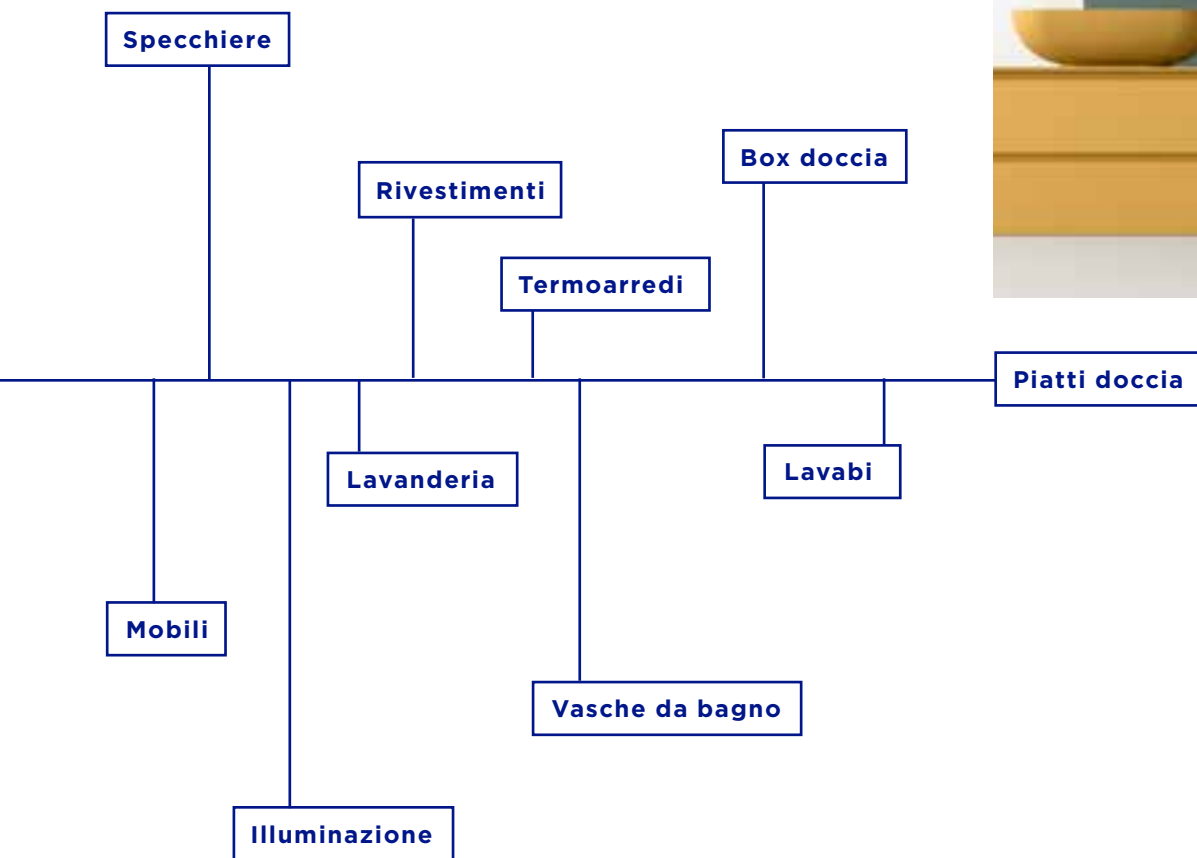 Specchiere
Box doccia
Rivestimenti
Termoarredi
Piatti doccia
Lavanderia
Lavabi
Mobili
Vasche da bagno
Illuminazione